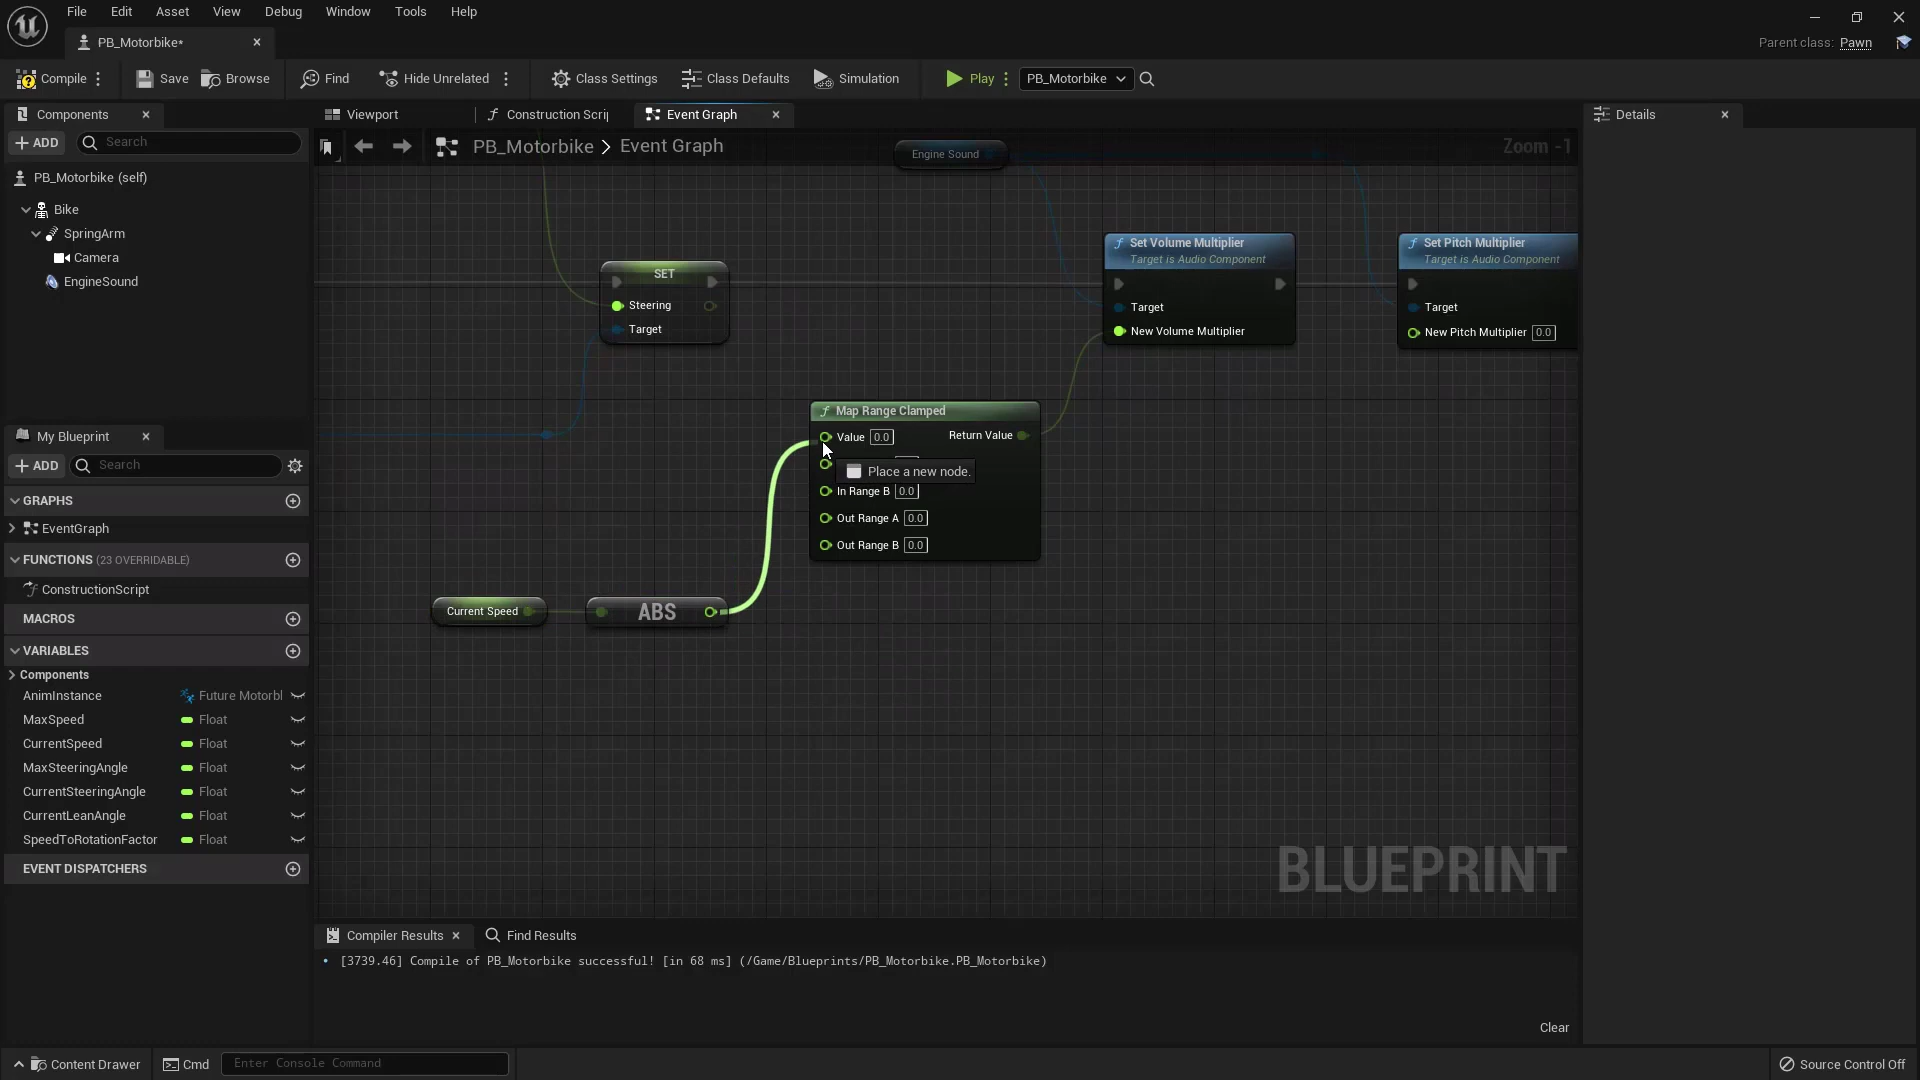 File Edit Asset View Debug Window Tools Help
PB_Motorbike*
Parent class: Pawn
Compile Save Browse Find Hide Unrelated Class Settings Class Defaults Simulation Play PB_Motorbike
Components
Viewport
Construction Scrip
Event Graph
Details
ADD
Search
PB_Motorbike > Event Graph
Zoom -1
PB_Motorbike (self)
Bike
SpringArm
Camera
EngineSound
Engine Sound
SET
Steering
Target
Set Volume Multiplier
Target is Audio Component
Target
New Volume Multiplier
Set Pitch Multiplier
Target is Audio Component
Target
New Pitch Multiplier 0.0
Map Range Clamped
Value 0.0 Return Value
Place a new node.
In Range B 0.0
Out Range A 0.0
Out Range B 0.0
Current Speed
ABS
My Blueprint
ADD
Search
GRAPHS
EventGraph
FUNCTIONS (23 OVERRIDABLE)
ConstructionScript
MACROS
VARIABLES
Components
AnimInstance Future Motorbl
MaxSpeed Float
CurrentSpeed Float
MaxSteeringAngle Float
CurrentSteeringAngle Float
CurrentLeanAngle Float
SpeedToRotationFactor Float
EVENT DISPATCHERS
BLUEPRINT
Compiler Results
Find Results
• [3739.46] Compile of PB_Motorbike successful! [in 68 ms] (/Game/Blueprints/PB_Motorbike.PB_Motorbike)
Clear
Content Drawer
Cmd
Enter Console Command
Source Control Off